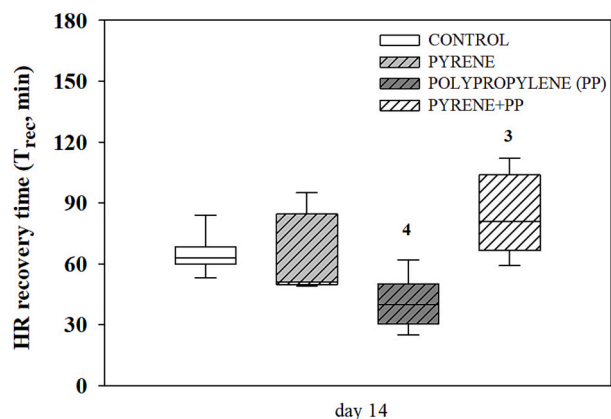 180
150
120
90
60
30
0
HR recovery time (Trec, min)
CONTROL
PYRENE
POLYPROPYLENE (PP)
PYRENE+PP
3
4
day 14